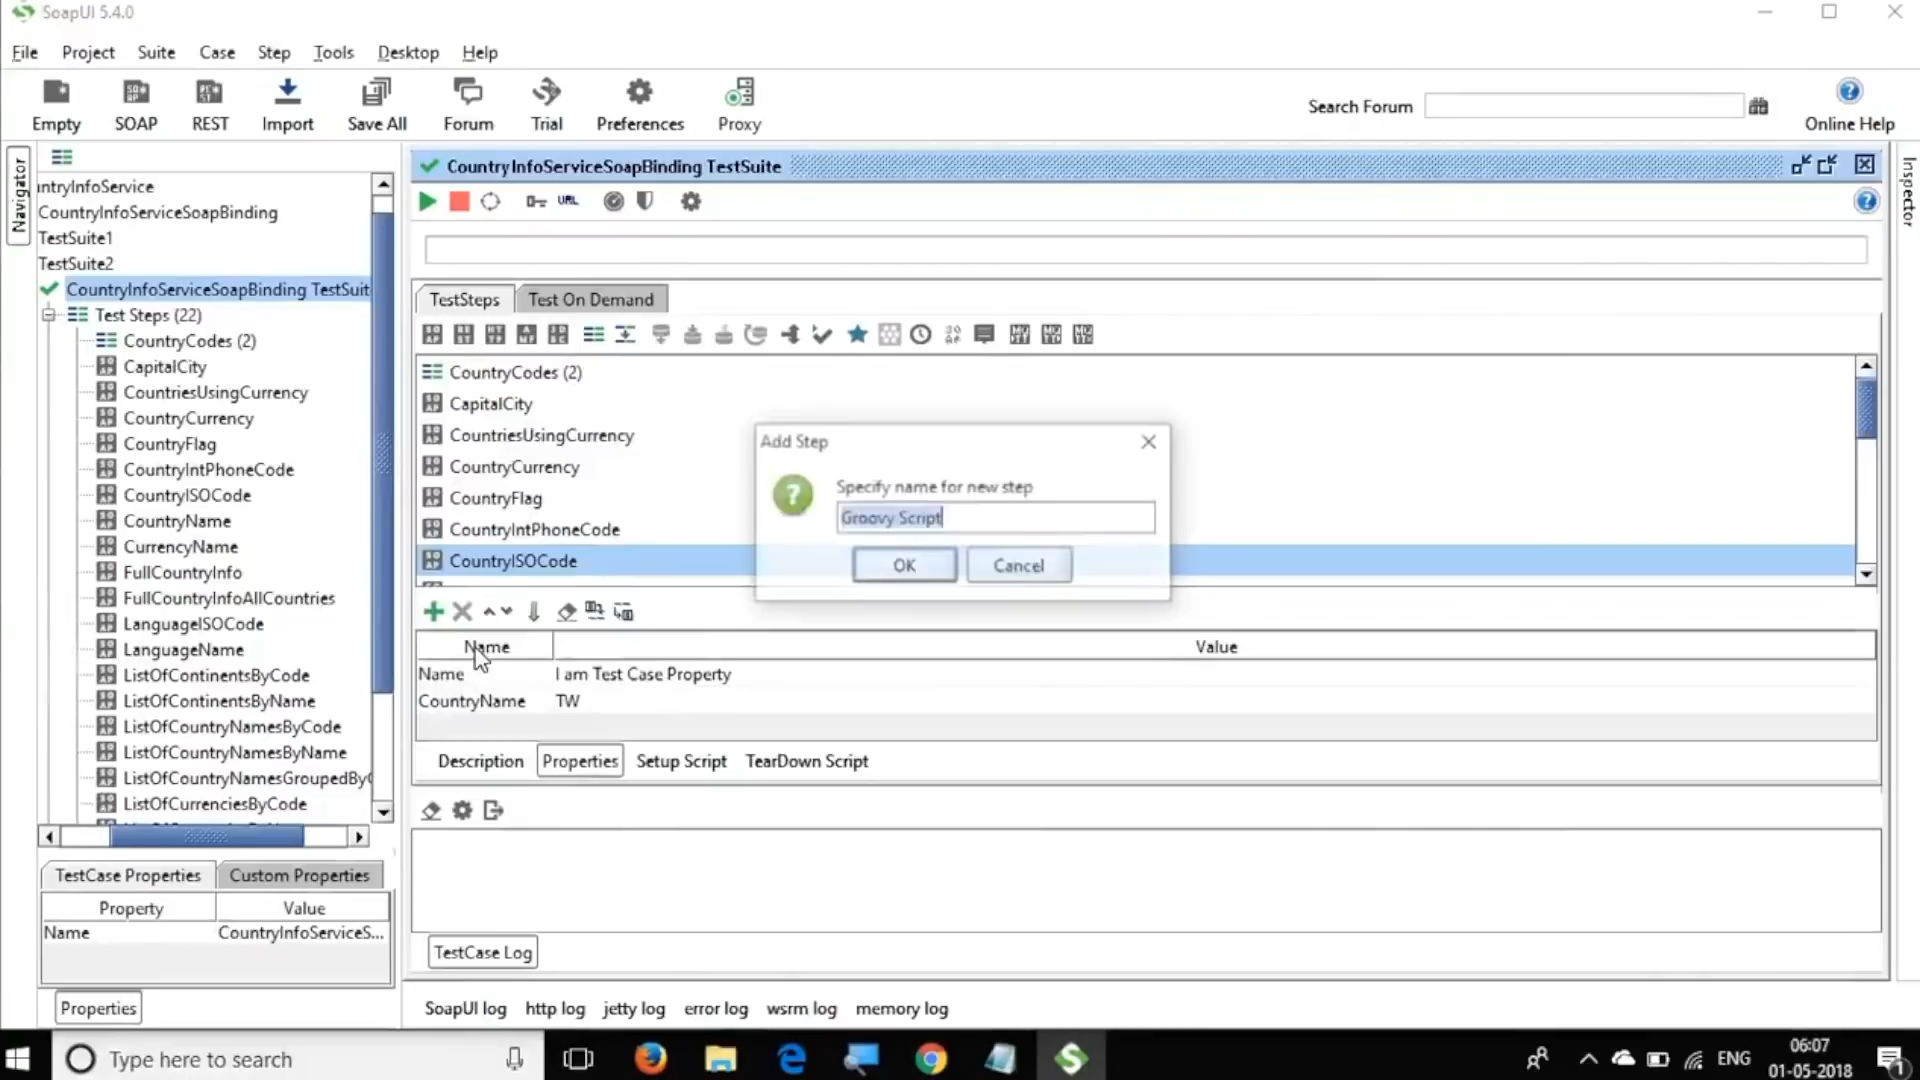 SoapUI 5.4.0
File Project Suite Case Step Tools Desktop Help
Empty SOAP REST Import Save All Forum Trial Preferences Proxy
Search Forum
Online Help
Navigator
Inspector
ntryInfoService
CountryInfoServiceSoapBinding
TestSuite1
TestSuite2
CountryInfoServiceSoapBinding TestSuit
Test Steps (22)
CountryCodes (2)
CapitalCity
CountriesUsingCurrency
CountryCurrency
CountryFlag
CountryIntPhoneCode
CountryISOCode
CountryName
CurrencyName
FullCountryInfo
FullCountryInfoAllCountries
LanguageISOCode
LanguageName
ListOfContinentsByCode
ListOfContinentsByName
ListOfCountryNamesByCode
ListOfCountryNamesByName
ListOfCountryNamesGroupedBy
ListOfCurrenciesByCode
TestCase Properties Custom Properties
Property Value
Name CountryInfoServiceS...
Properties
CountryInfoServiceSoapBinding TestSuite
URL
TestSteps Test On Demand
CountryCodes (2)
CapitalCity
CountriesUsingCurrency
CountryCurrency
CountryFlag
CountryIntPhoneCode
CountryISOCode
Add Step
Specify name for new step
Groovy Script
OK Cancel
Name Value
Name I am Test Case Property
CountryName TW
Description Properties Setup Script TearDown Script
TestCase Log
SoapUI log http log jetty log error log wsrm log memory log
Type here to search
ENG
06:07
01-05-2018
1